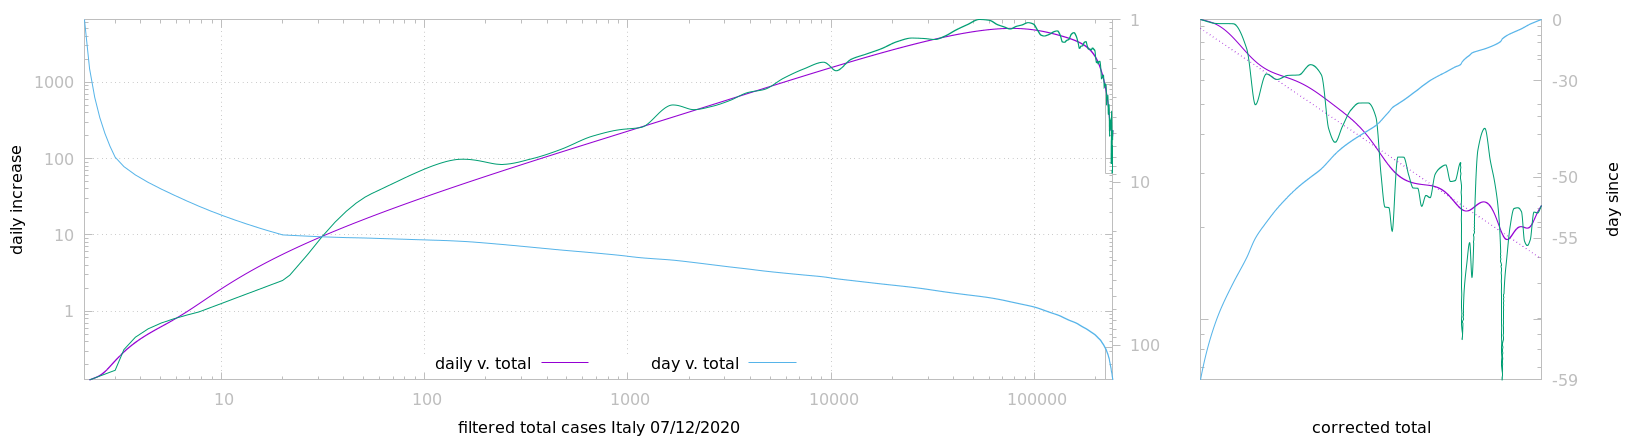 1
0
1000
-30
100
10
-50
10
-55
1
100
-59
daily increase
day since
daily v. total
day v. total
10
100
1000
10000
100000
filtered total cases Italy 07/12/2020
corrected total